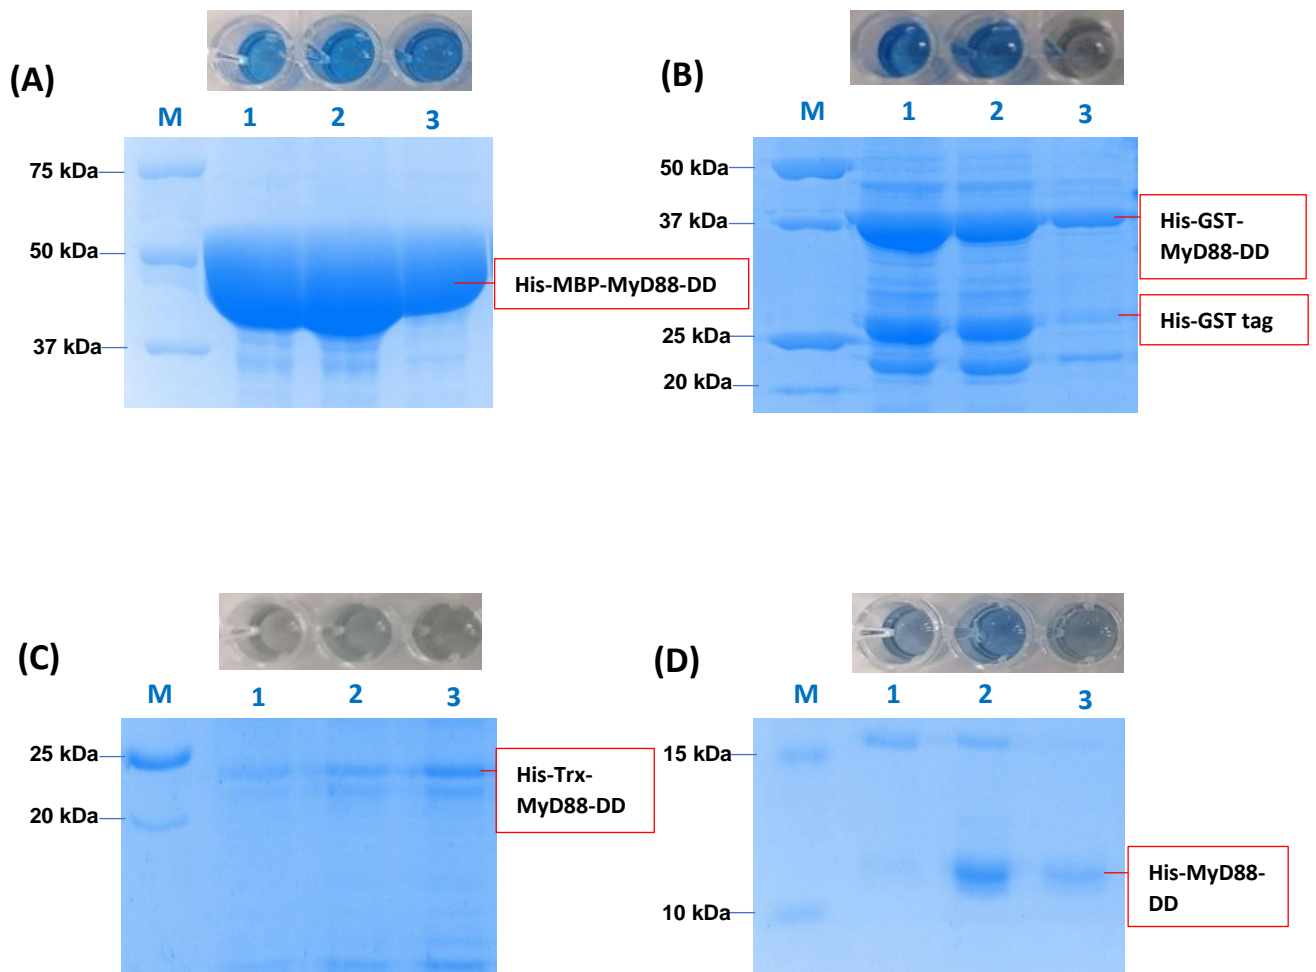 (A)
M 1 2 3
75 kDa
50 kDa
37 kDa
His-MBP-MyD88-DD
(B)
M 1 2 3
50 kDa
37 kDa
25 kDa
20 kDa
His-GST-
MyD88-DD
His-GST tag
(C)
M 1 2 3
25 kDa
20 kDa
His-Trx-
MyD88-DD
(D)
M 1 2 3
15 kDa
10 kDa
His-MyD88-
DD